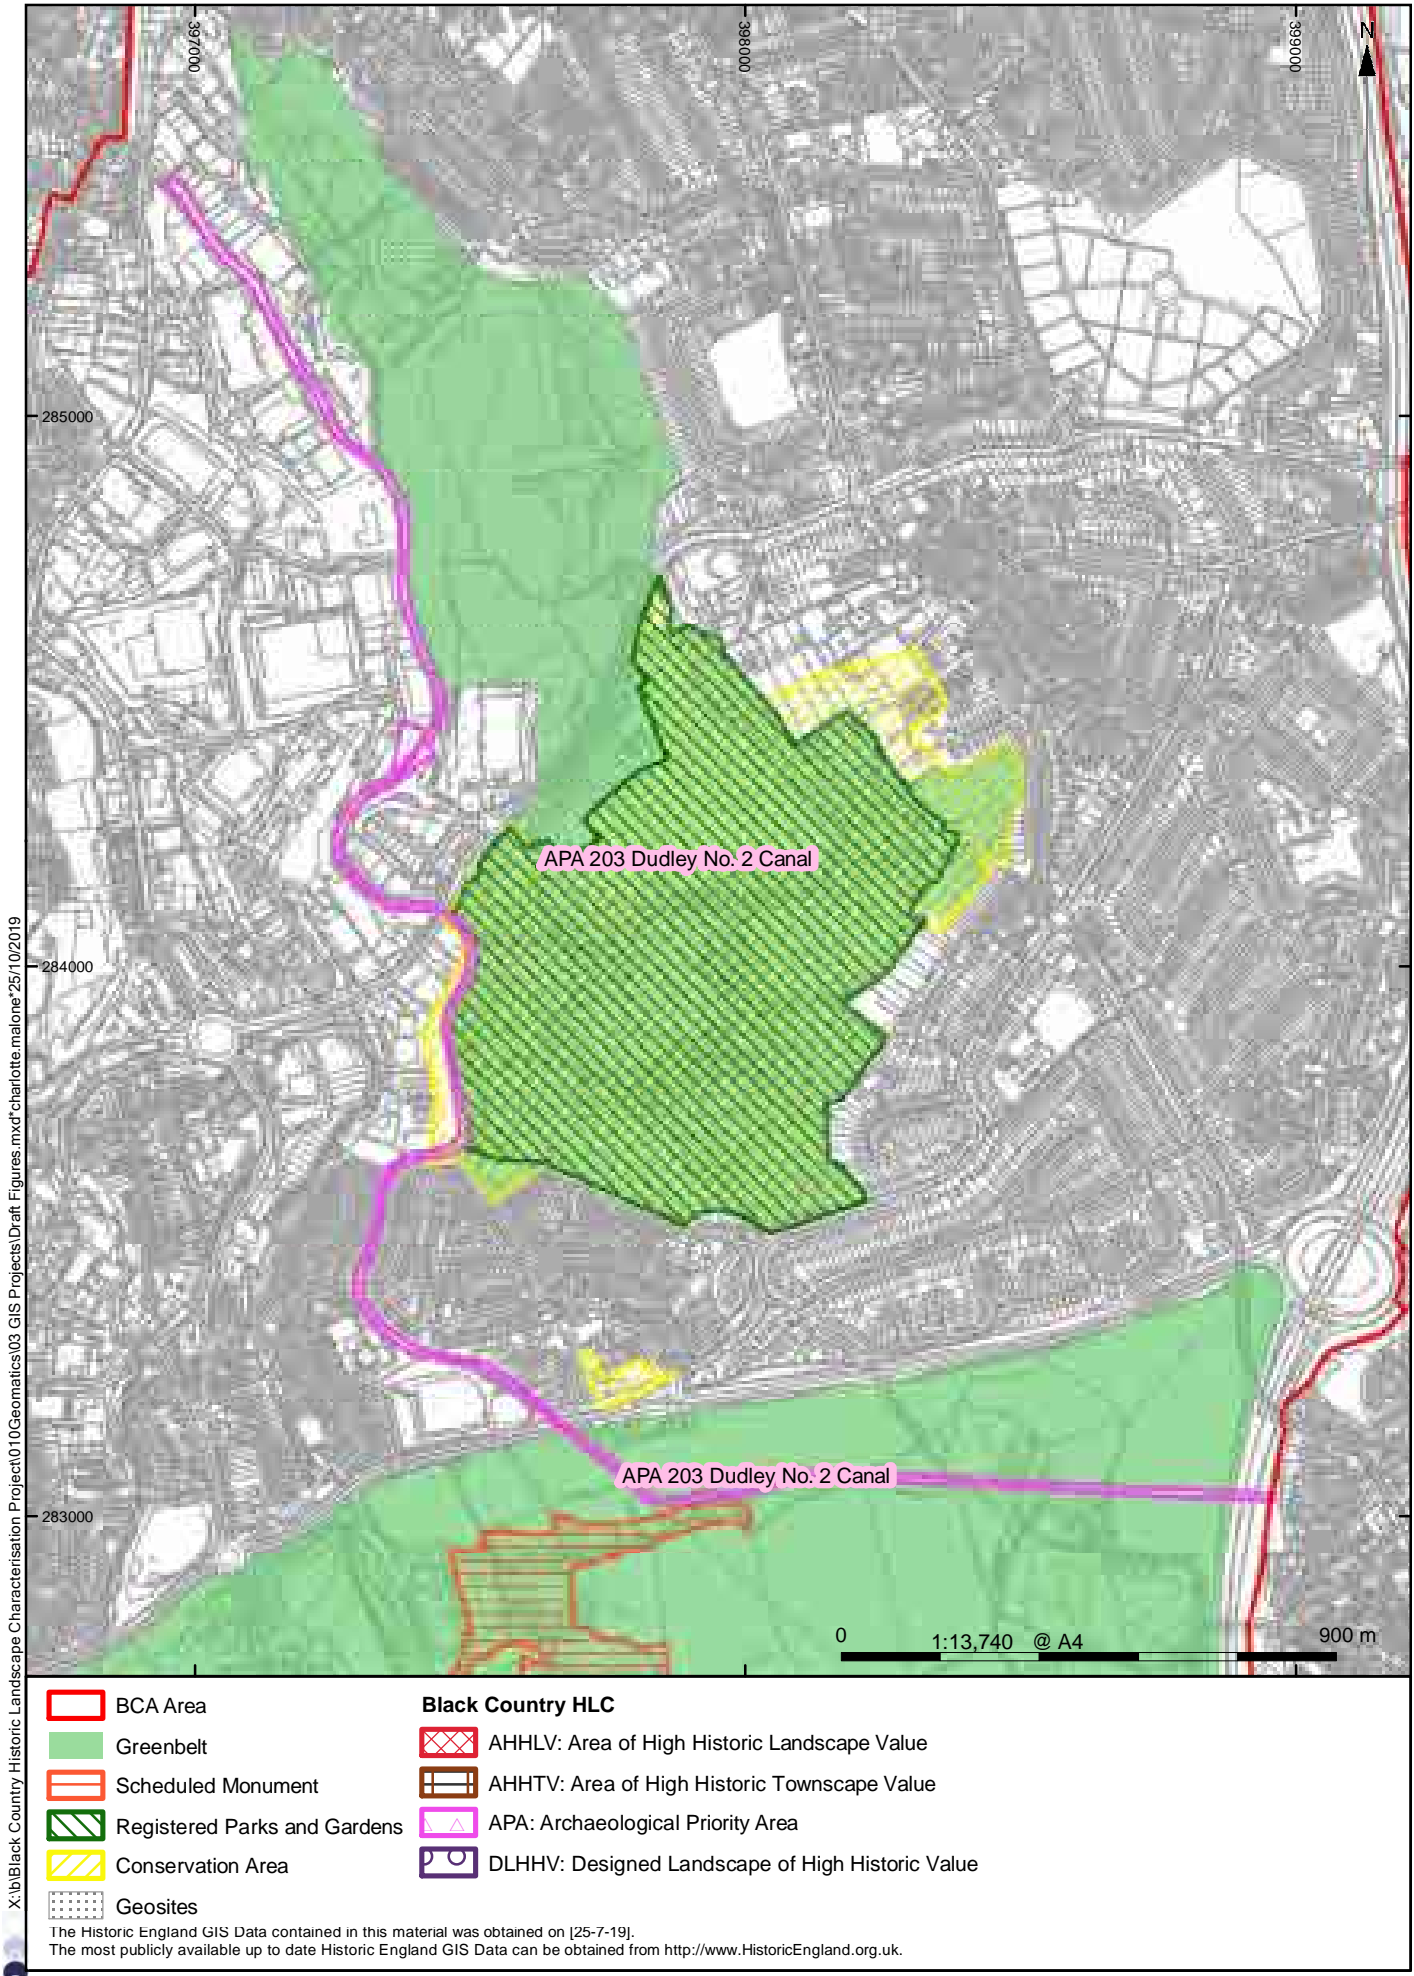 397000
398000
399000
N
285000
284000
283000
APA 203 Dudley No. 2 Canal
APA 203 Dudley No. 2 Canal
0
1:13,740 @ A4
900 m
X:\b\Black Country Historic Landscape Characterisation Project\010Geomatics\03 GIS Projects\Draft Figures.mxd*charlotte.malone*25/10/2019
BCA Area
Greenbelt
Scheduled Monument
Registered Parks and Gardens
Conservation Area
Geosites
Black Country HLC
AHHLV: Area of High Historic Landscape Value
AHHTV: Area of High Historic Townscape Value
APA: Archaeological Priority Area
DLHHV: Designed Landscape of High Historic Value
The Historic England GIS Data contained in this material was obtained on [25-7-19].
The most publicly available up to date Historic England GIS Data can be obtained from http://www.HistoricEngland.org.uk.